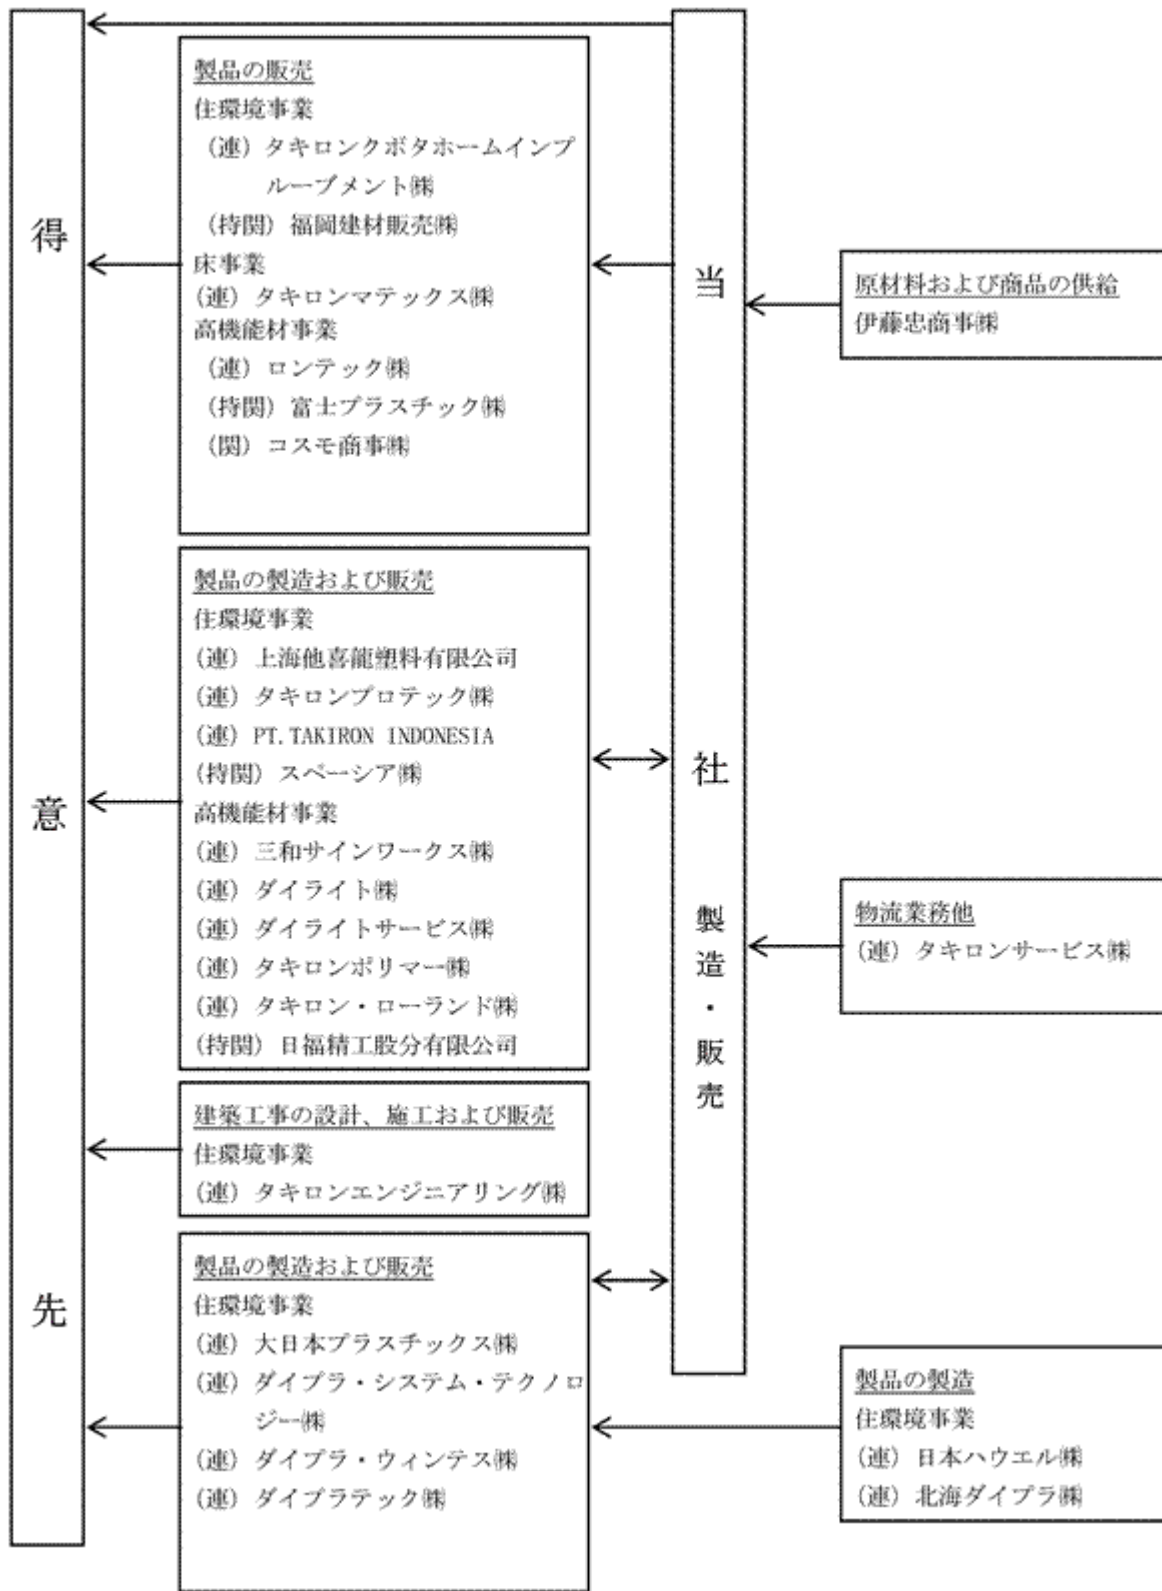 得意先
製品の販売
住環境事業
(連) タキロンクボタホームインプ
ルーブメント㈱
(持関) 福岡建材販売㈱
床事業
(連) タキロンマテックス㈱
高機能材事業
(連) ロンテック㈱
(持関) 富士プラスチック㈱
(関) コスモ商事㈱
製品の製造および販売
住環境事業
(連) 上海他喜龍塑料有限公司
(連) タキロンプロテック㈱
(連) PT.TAKIRON INDONESIA
(持関) スペーシア㈱
高機能材事業
(連) 三和サインワークス㈱
(連) ダイライト㈱
(連) ダイライトサービス㈱
(連) タキロンポリマー㈱
(連) タキロン・ローランド㈱
(持関) 日福精工股分有限公司
建築工事の設計、施工および販売
住環境事業
(連) タキロンエンジニアリング㈱
製品の製造および販売
住環境事業
(連) 大日本プラスチックス㈱
(連) ダイプラ・システム・テクノロ
ジー㈱
(連) ダイプラ・ウィンテス㈱
(連) ダイプラテック㈱
当社 製造・販売
原材料および商品の供給
伊藤忠商事㈱
物流業務他
(連) タキロンサービス㈱
製品の製造
住環境事業
(連) 日本ハウエル㈱
(連) 北海ダイプラ㈱